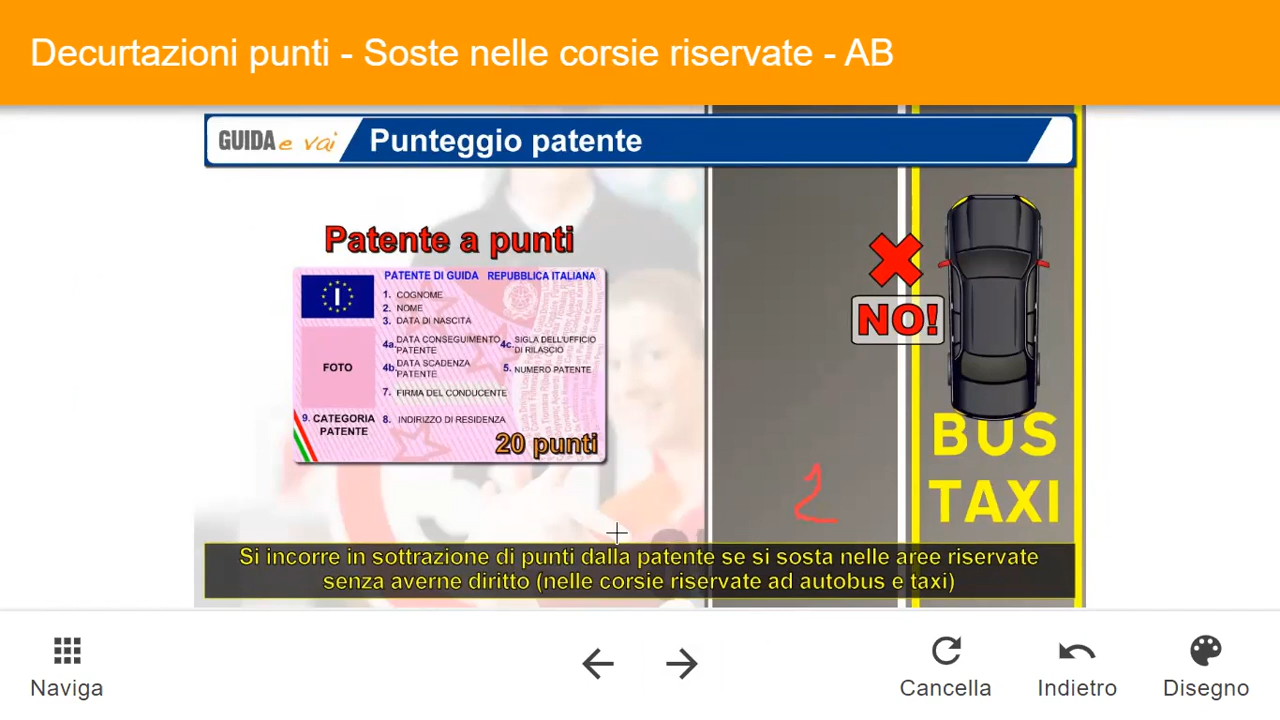 Decurtazioni punti - Soste nelle corsie riservate - AB
GUIDA e vai
Punteggio patente
Patente a punti
PATENTE DI GUIDA REPUBBLICA ITALIANA
I
1. COGNOME
2. NOME
3. DATA DI NASCITA
4a. DATA CONSEGUIMENTO PATENTE
4c. SIGLA DELL'UFFICIO DI RILASCIO
4b. DATA SCADENZA PATENTE
5. NUMERO PATENTE
FOTO
7. FIRMA DEL CONDUCENTE
9. CATEGORIA PATENTE
8. INDIRIZZO DI RESIDENZA
20 punti
NO!
BUS
TAXI
2
Si incorre in sottrazione di punti dalla patente se si sosta nelle aree riservate
senza averne diritto (nelle corsie riservate ad autobus e taxi)
Naviga
Cancella
Indietro
Disegno